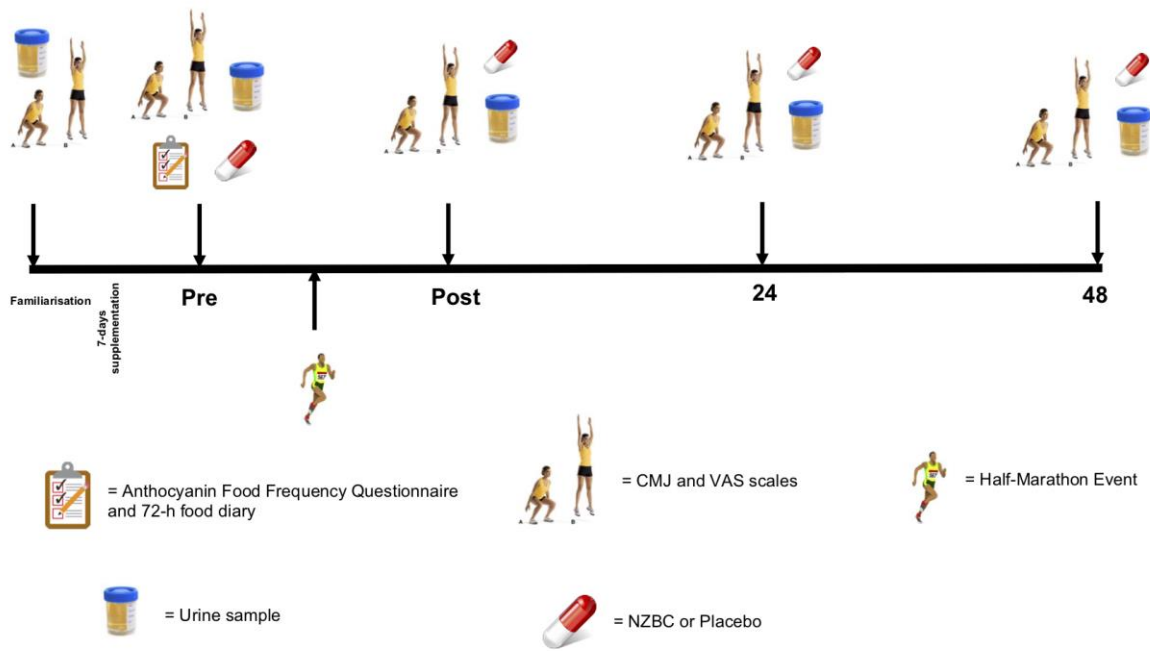 A B
A B
A B
A B
A B
Familiarisation
7-days
supplementation
Pre
Post
24
48
= Anthocyanin Food Frequency Questionnaire
and 72-h food diary
A B
= CMJ and VAS scales
= Half-Marathon Event
= Urine sample
= NZBC or Placebo